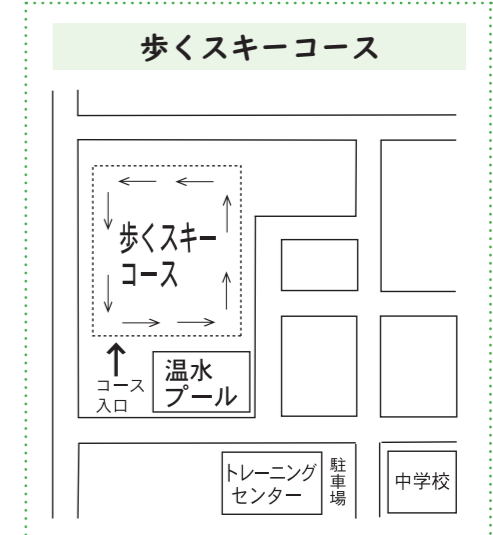 歩くスキーコース
歩くスキー
コース
コース
入口
温水
プール
トレーニング
センター
駐車場
中学校